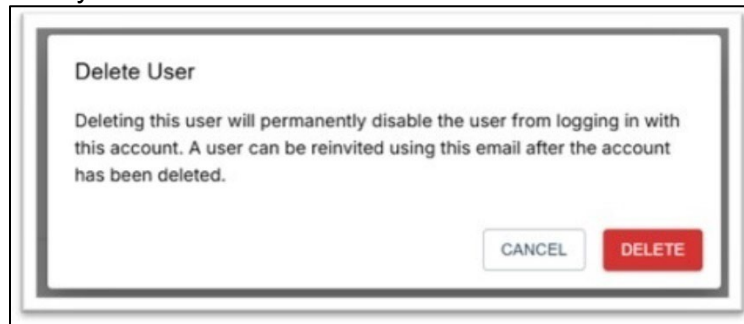 Delete User
Deleting this user will permanently disable the user from logging in with
this account. A user can be reinvited using this email after the account
has been deleted.
CANCEL
DELETE